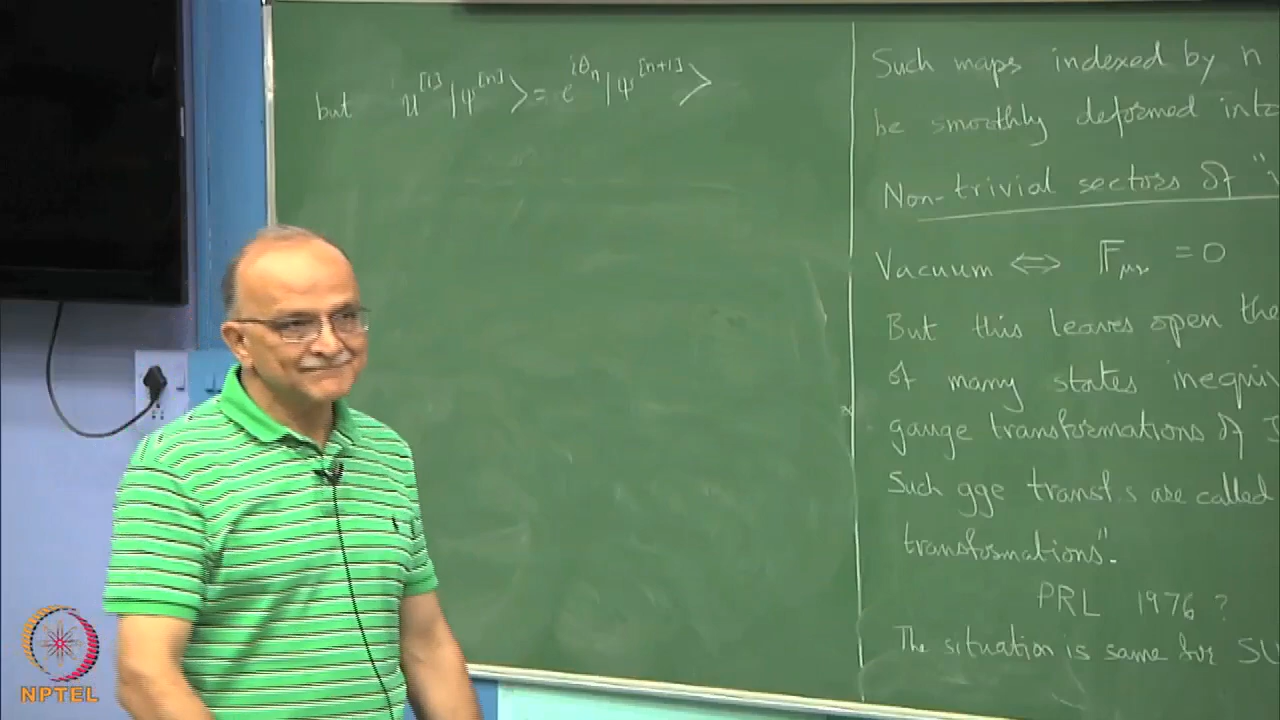 but U^[1] |ψ^[n]> = e^{iθ_n} |ψ^[n+1]>
Such maps indexed by n
be smoothly deformed into
Non-trivial sectors of "
Vacuum ⇔ F_μν = 0
But this leaves open the
of many states inequiv
gauge transformations of
Such gge transf.s are called
transformations".
PRL 1976 ?
The situation is same for SU
NPTEL